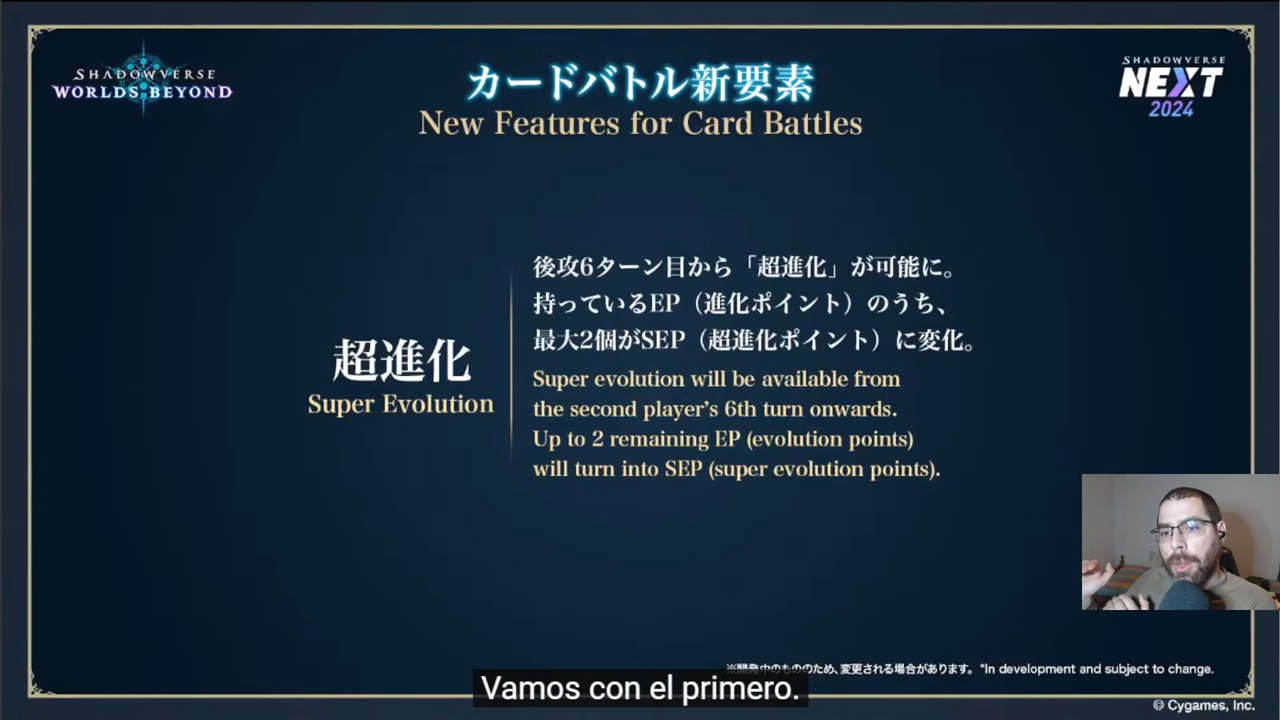 SHADOWVERSE
WORLDS BEYOND
カードバトル新要素
New Features for Card Battles
SHADOWVERSE
NEXT
2024
超進化
Super Evolution
後攻6ターン目から「超進化」が可能に。
持っているEP（進化ポイント）のうち、
最大2個がSEP（超進化ポイント）に変化。
Super evolution will be available from
the second player's 6th turn onwards.
Up to 2 remaining EP (evolution points)
will turn into SEP (super evolution points).
※開発中のもののため、変更される場合があります。 *In development and subject to change.
Vamos con el primero.
© Cygames, Inc.